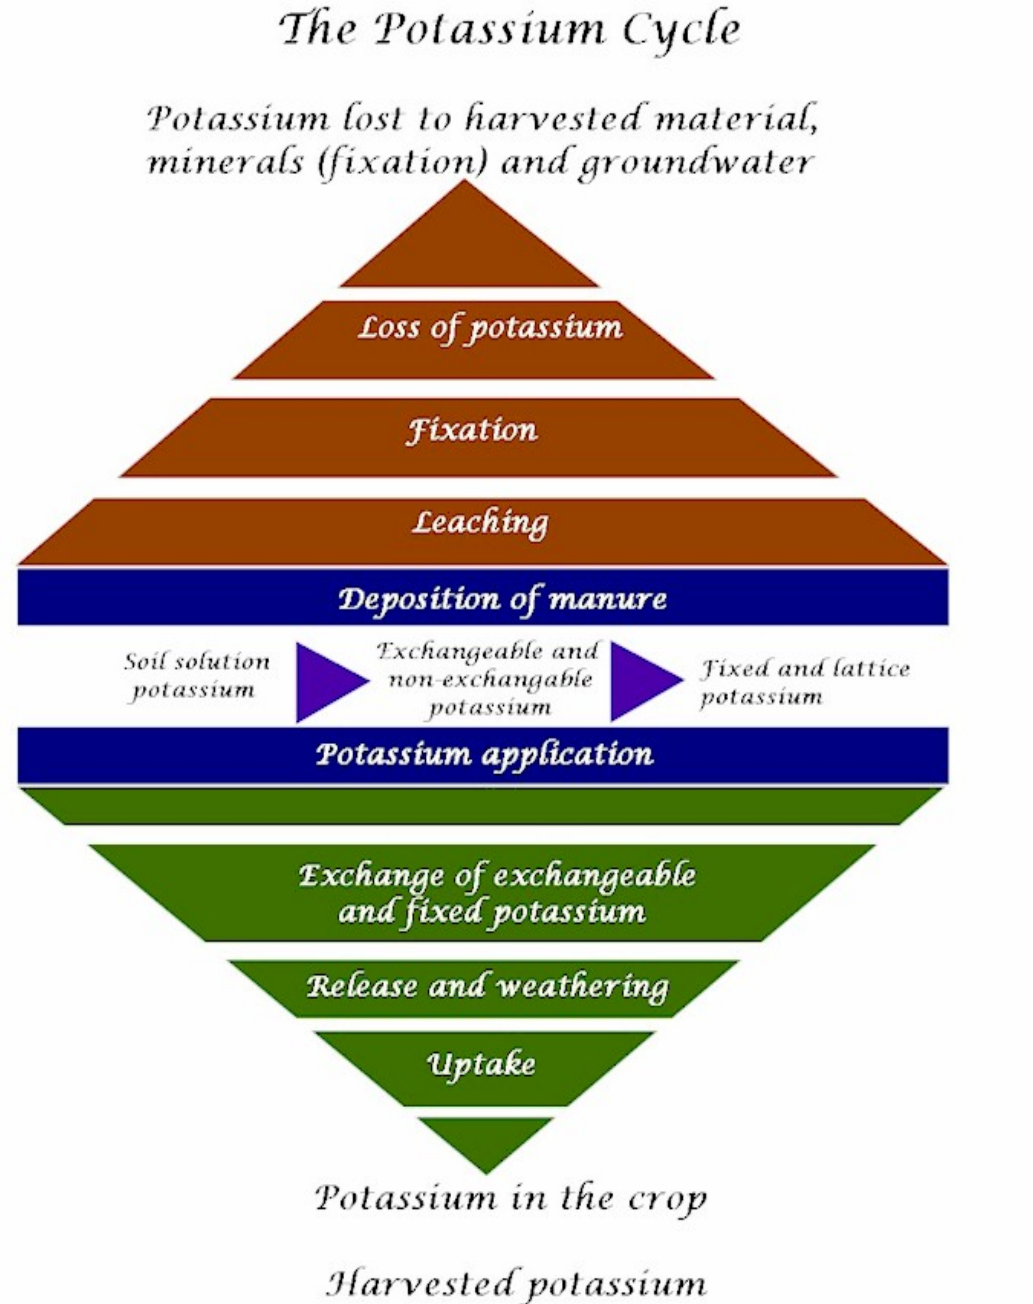 The Potassium Cycle
Potassium lost to harvested material,
minerals (fixation) and groundwater
Loss of potassium
Fixation
Leaching
Deposition of manure
Soil solution
potassium
Exchangeable and
non-exchangable
potassium
Fixed and lattice
potassium
Potassium application
Exchange of exchangeable
and fixed potassium
Release and weathering
Uptake
Potassium in the crop
Harvested potassium